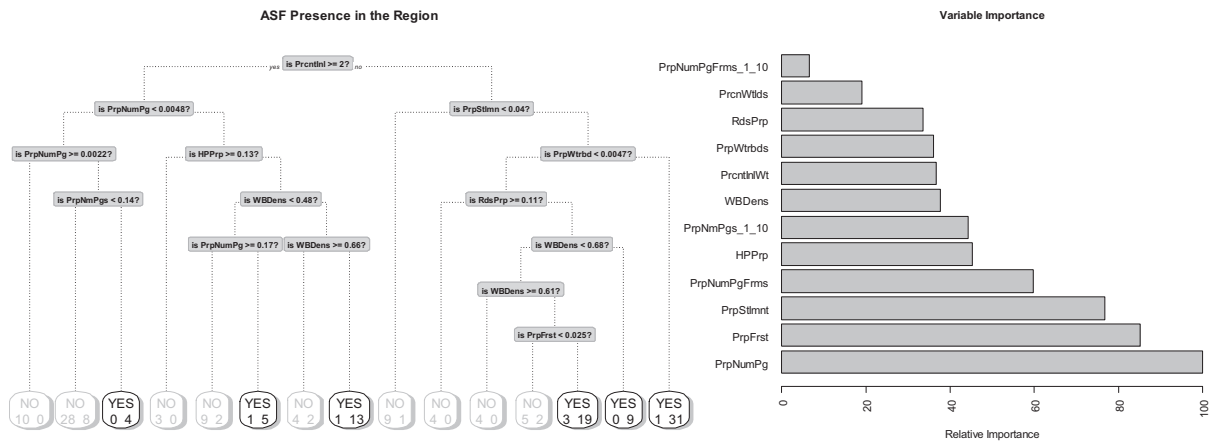 ASF Presence in the Region
yes is PrcntInl >= 2? no
is PrpNumPg < 0.0048? is PrpStlmn < 0.04?
is PrpNumPg >= 0.0022? is HPPrp >= 0.13? is PrpWtrbd < 0.0047?
is PrpNmPgs < 0.14? is WBDens < 0.48? is RdsPrp >= 0.11?
is PrpNumPg >= 0.17? is WBDens >= 0.66? is WBDens < 0.68?
is WBDens >= 0.61?
is PrpFrst < 0.025?
NO NO YES NO NO YES NO YES NO NO NO NO YES YES YES
10 0 28 8 0 4 3 0 9 2 1 5 4 2 1 13 9 1 4 0 4 0 5 2 3 19 0 9 1 31
Variable Importance
PrpNumPgFrms_1_10
PrcnWtlds
RdsPrp
PrpWtrbds
PrcntInlWt
WBDens
PrpNmPgs_1_10
HPPrp
PrpNumPgFrms
PrpStlmnt
PrpFrst
PrpNumPg
0 20 40 60 80 100
Relative Importance